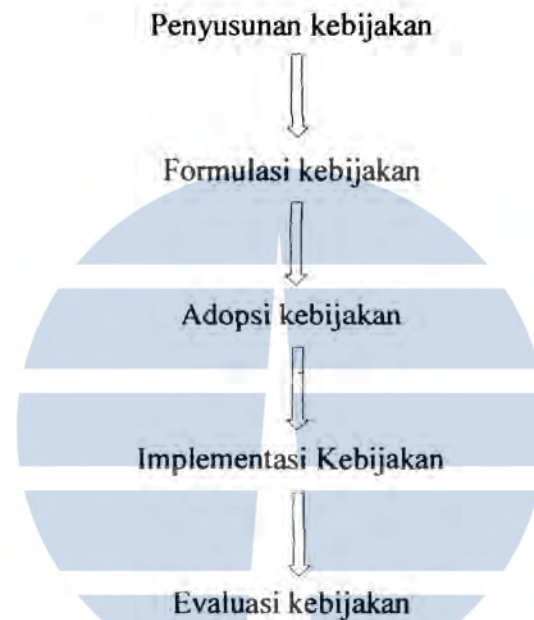 Penyusunan kebijakan
Formulasi kebijakan
Adopsi kebijakan
Implementasi Kebijakan
Evaluasi kebijakan